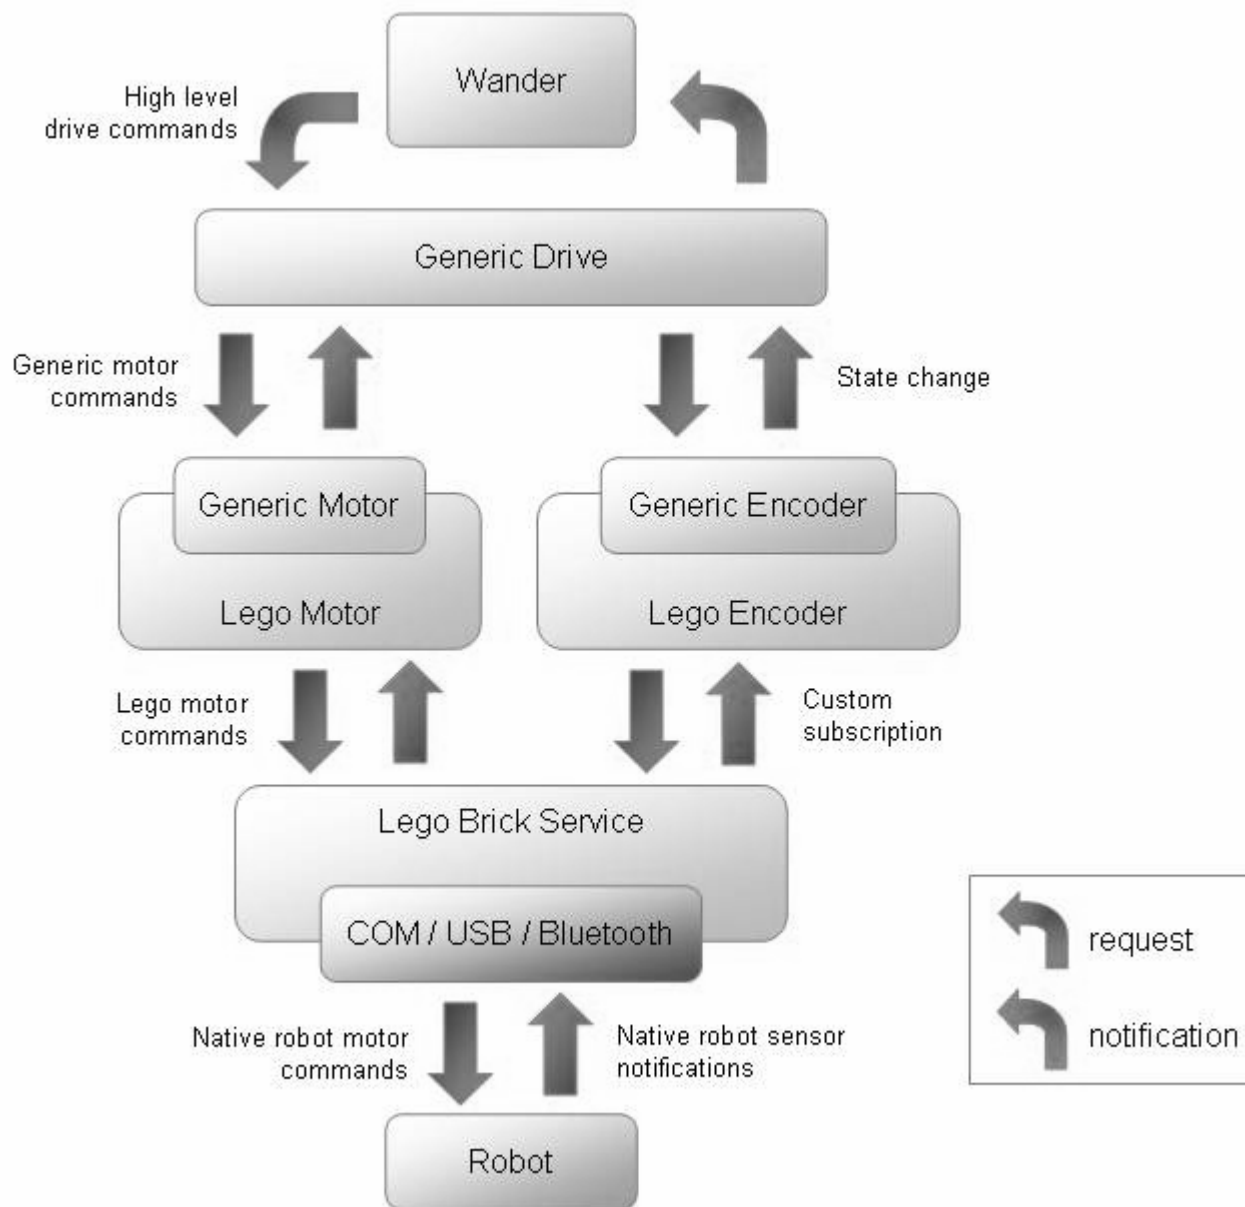 Wander
High level
drive commands
Generic Drive
Generic motor
commands
State change
Generic Motor
Generic Encoder
Lego Motor
Lego Encoder
Lego motor
commands
Custom
subscription
Lego Brick Service
COM / USB / Bluetooth
request
notification
Native robot motor
commands
Native robot sensor
notifications
Robot